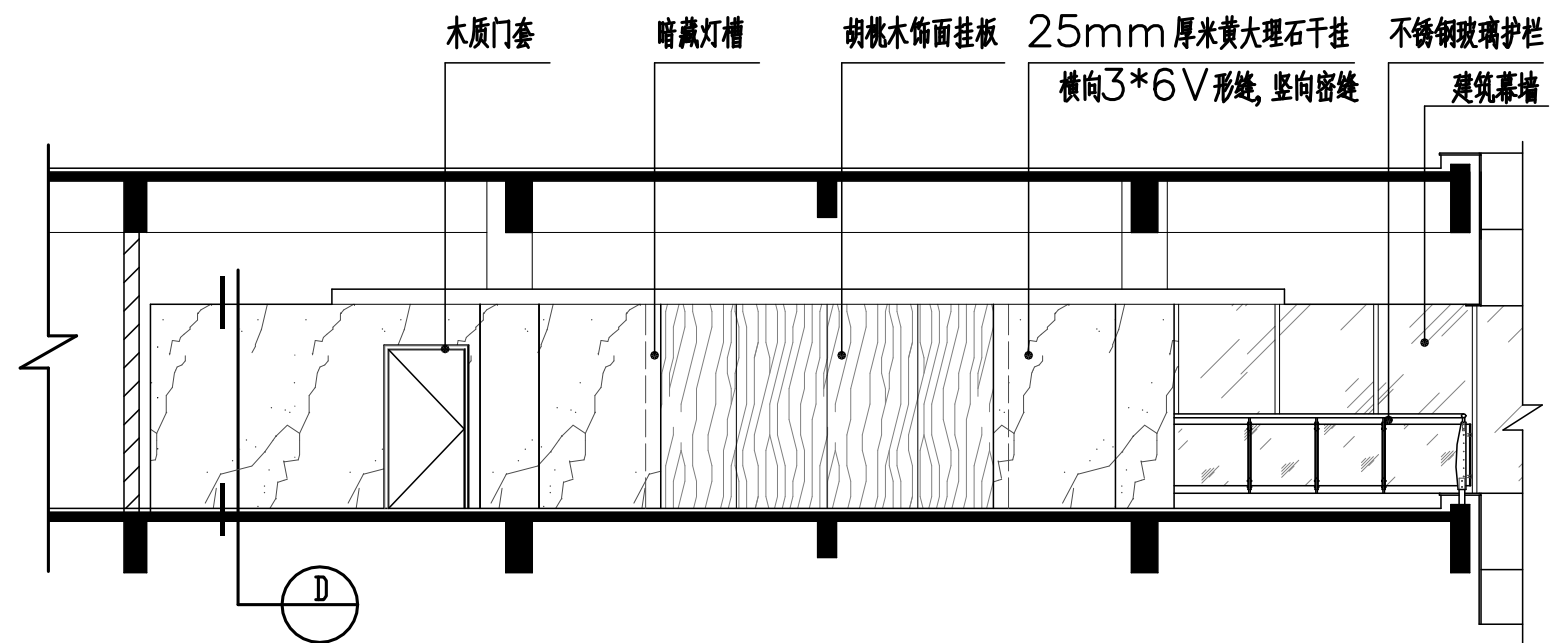 木质门套
暗藏灯槽
胡桃木饰面挂板
25mm厚米黄大理石干挂
横向3*6V形缝,竖向密缝
不锈钢玻璃护栏
建筑幕墙
D